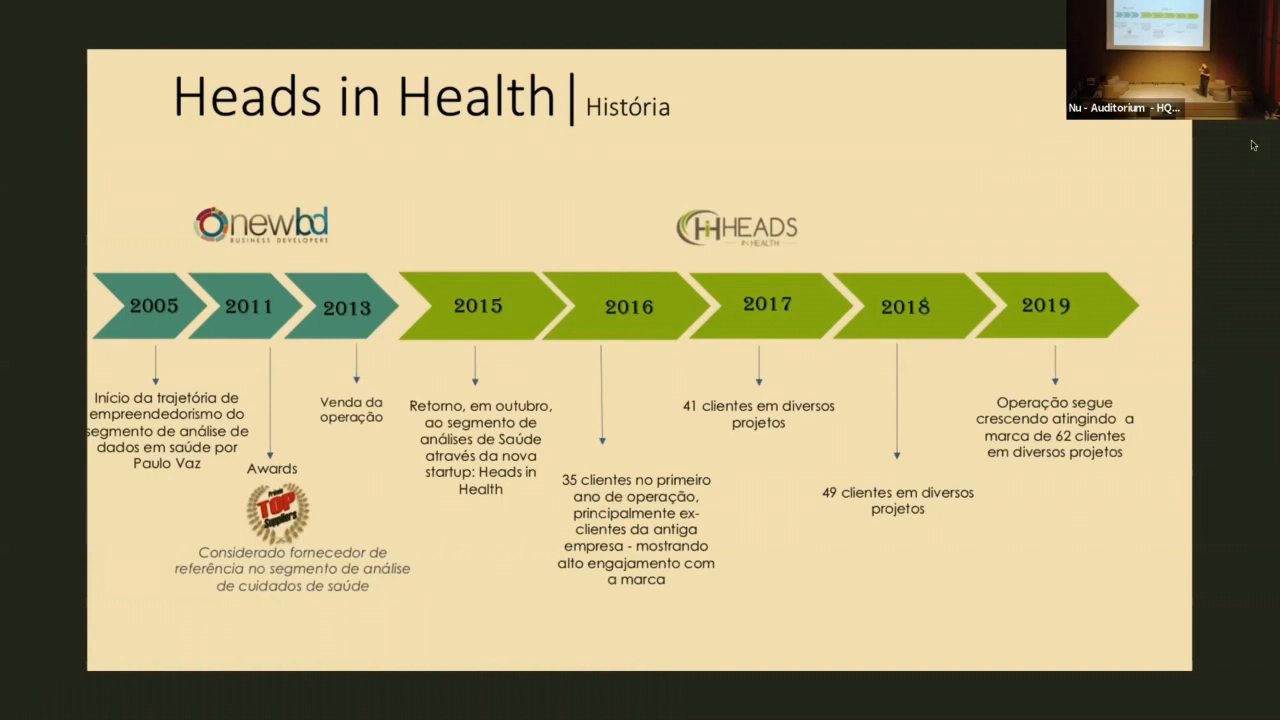 Heads in Health| História
Nu - Auditorium - HQ...
newbd
BUSINESS DEVELOPERS
HiH HEADS
IN HEALTH
2005
2011
2013
2015
2016
2017
2018
2019
Início da trajetória de
empreendedorismo do
segmento de análise de
dados em saúde por
Paulo Vaz
Awards
Prêmio
TOP
Suppliers
Considerado fornecedor de
referência no segmento de análise
de cuidados de saúde
Venda da
operação
Retorno, em outubro,
ao segmento de
análises de Saúde
através da nova
startup: Heads in
Health
35 clientes no primeiro
ano de operação,
principalmente ex-
clientes da antiga
empresa - mostrando
alto engajamento com
a marca
41 clientes em diversos
projetos
49 clientes em diversos
projetos
Operação segue
crescendo atingindo a
marca de 62 clientes
em diversos projetos